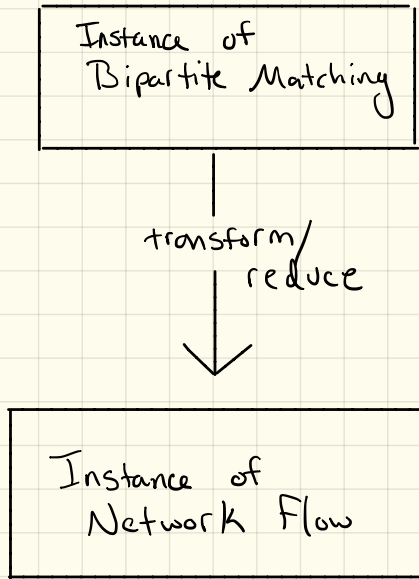 Instance of
Bipartite Matching
transform/
reduce
Instance of
Network Flow